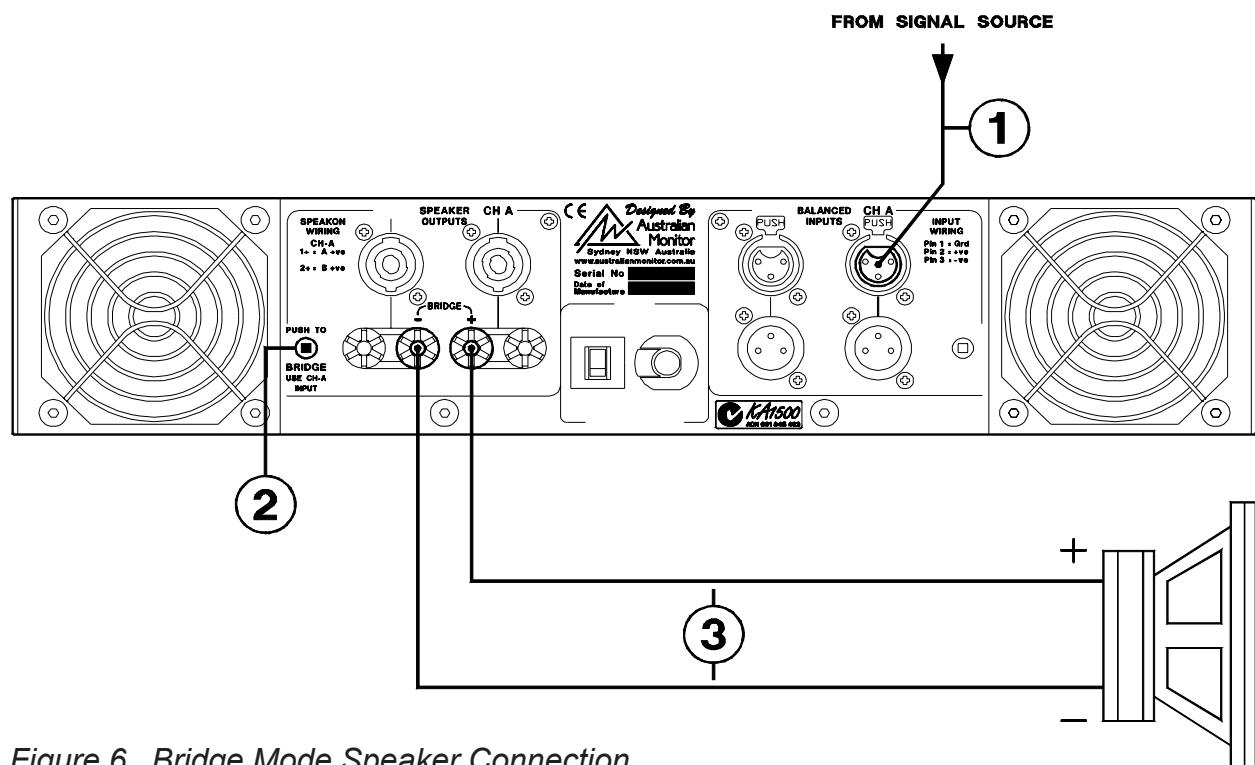 FROM SIGNAL SOURCE
1
SPEAKON
WIRING
CH-A
1+ = A +ve
2+ = B +ve
SPEAKER
OUTPUTS
CH A
CE
Designed By
Australian
Monitor
Sydney NSW Australia
www.australianmonitor.com.au
Serial No
Date of
Manufacture
PUSH
BALANCED
INPUTS
CH A
PUSH
INPUT
WIRING
Pin 1 = Grd
Pin 2 = +ve
Pin 3 = -ve
BRIDGE
- +
PUSH TO
BRIDGE
USE CH-A
INPUT
KA1500
2
+
3
-
Figure 6. Bridge Mode Speaker Connection